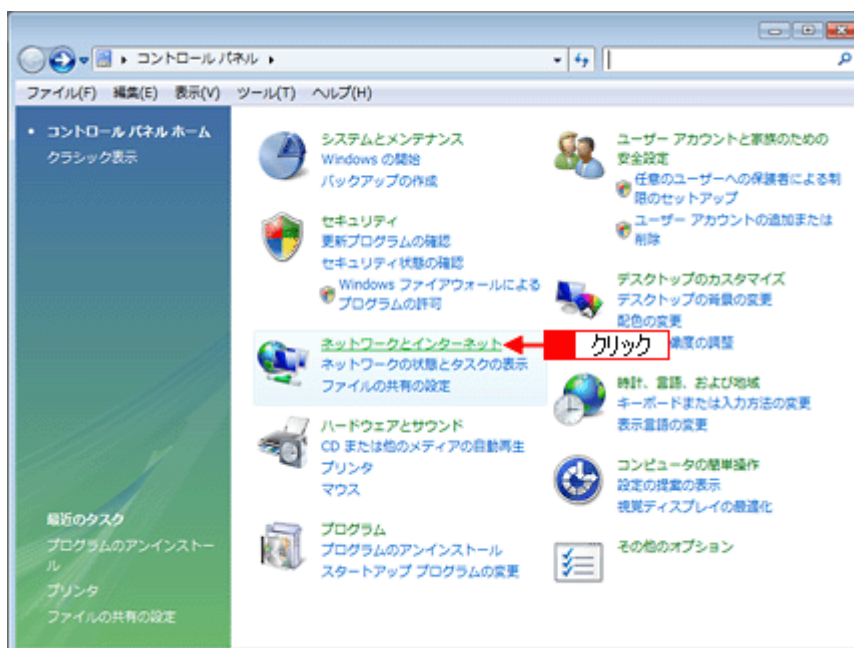 コントロール パネル
ファイル(F) 編集(E) 表示(V) ツール(T) ヘルプ(H)
コントロール パネル ホーム
クラシック表示
システムとメンテナンス
Windows の開始
バックアップの作成
セキュリティ
更新プログラムの確認
セキュリティ状態の確認
Windows ファイアウォールによる
プログラムの許可
ネットワークとインターネット
クリック
ネットワークの状態とタスクの表示
ファイルの共有の設定
ハードウェアとサウンド
CD または他のメディアの自動再生
プリンタ
マウス
プログラム
プログラムのアンインストール
スタートアップ プログラムの変更
ユーザー アカウントと家族のための
安全設定
任意のユーザーへの保護者による制
限のセットアップ
ユーザー アカウントの追加または
削除
デスクトップのカスタマイズ
デスクトップの背景の変更
配色の変更
像度の調整
時計、言語、および地域
キーボードまたは入力方法の変更
表示言語の変更
コンピュータの簡単操作
設定の提案の表示
視覚ディスプレイの最適化
その他のオプション
最近のタスク
プログラムのアンインストー
ル
プリンタ
ファイルの共有の設定